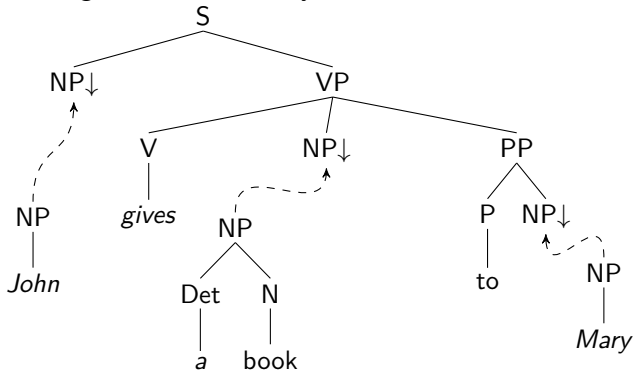 S
NP↓ VP
V NP↓ PP
NP gives NP P NP↓
John Det N to NP
a book Mary